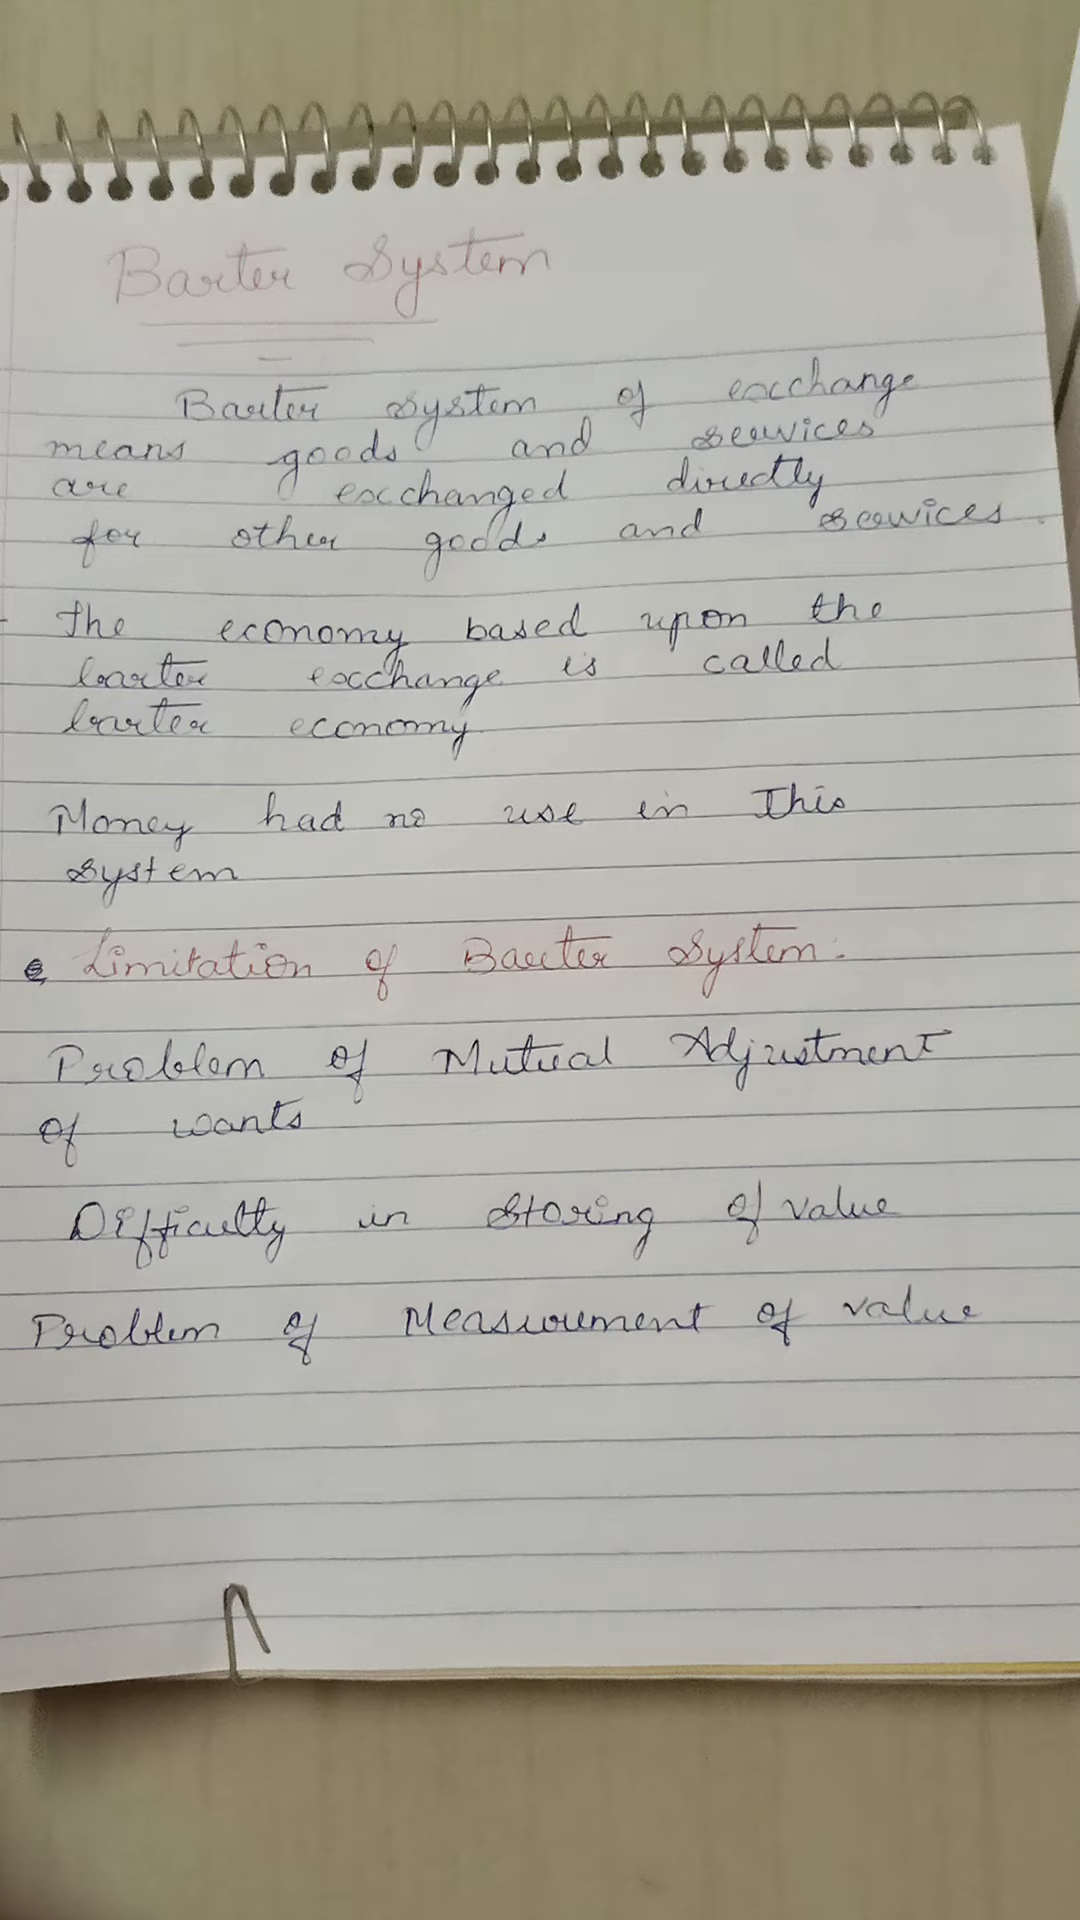 Barter System
Barter system of exchange
means goods and services
are exchanged directly
for other goods and services.
The economy based upon the
barter exchange is called
barter economy
Money had no use in This
system
Limitation of Barter System:
Problem of Mutual Adjustment
of wants
Difficulty in Storing of value
Problem of Measurement of value